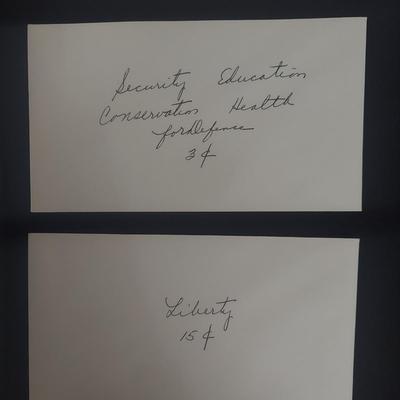 Security Education
Conservation Health
for Defence
3¢
Liberty
15¢